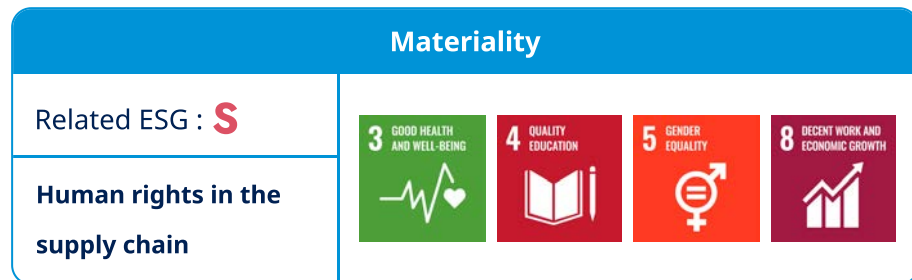 Materiality
Related ESG : S
Human rights in the
supply chain
3 GOOD HEALTH
AND WELL-BEING
4 QUALITY
EDUCATION
5 GENDER
EQUALITY
8 DECENT WORK AND
ECONOMIC GROWTH